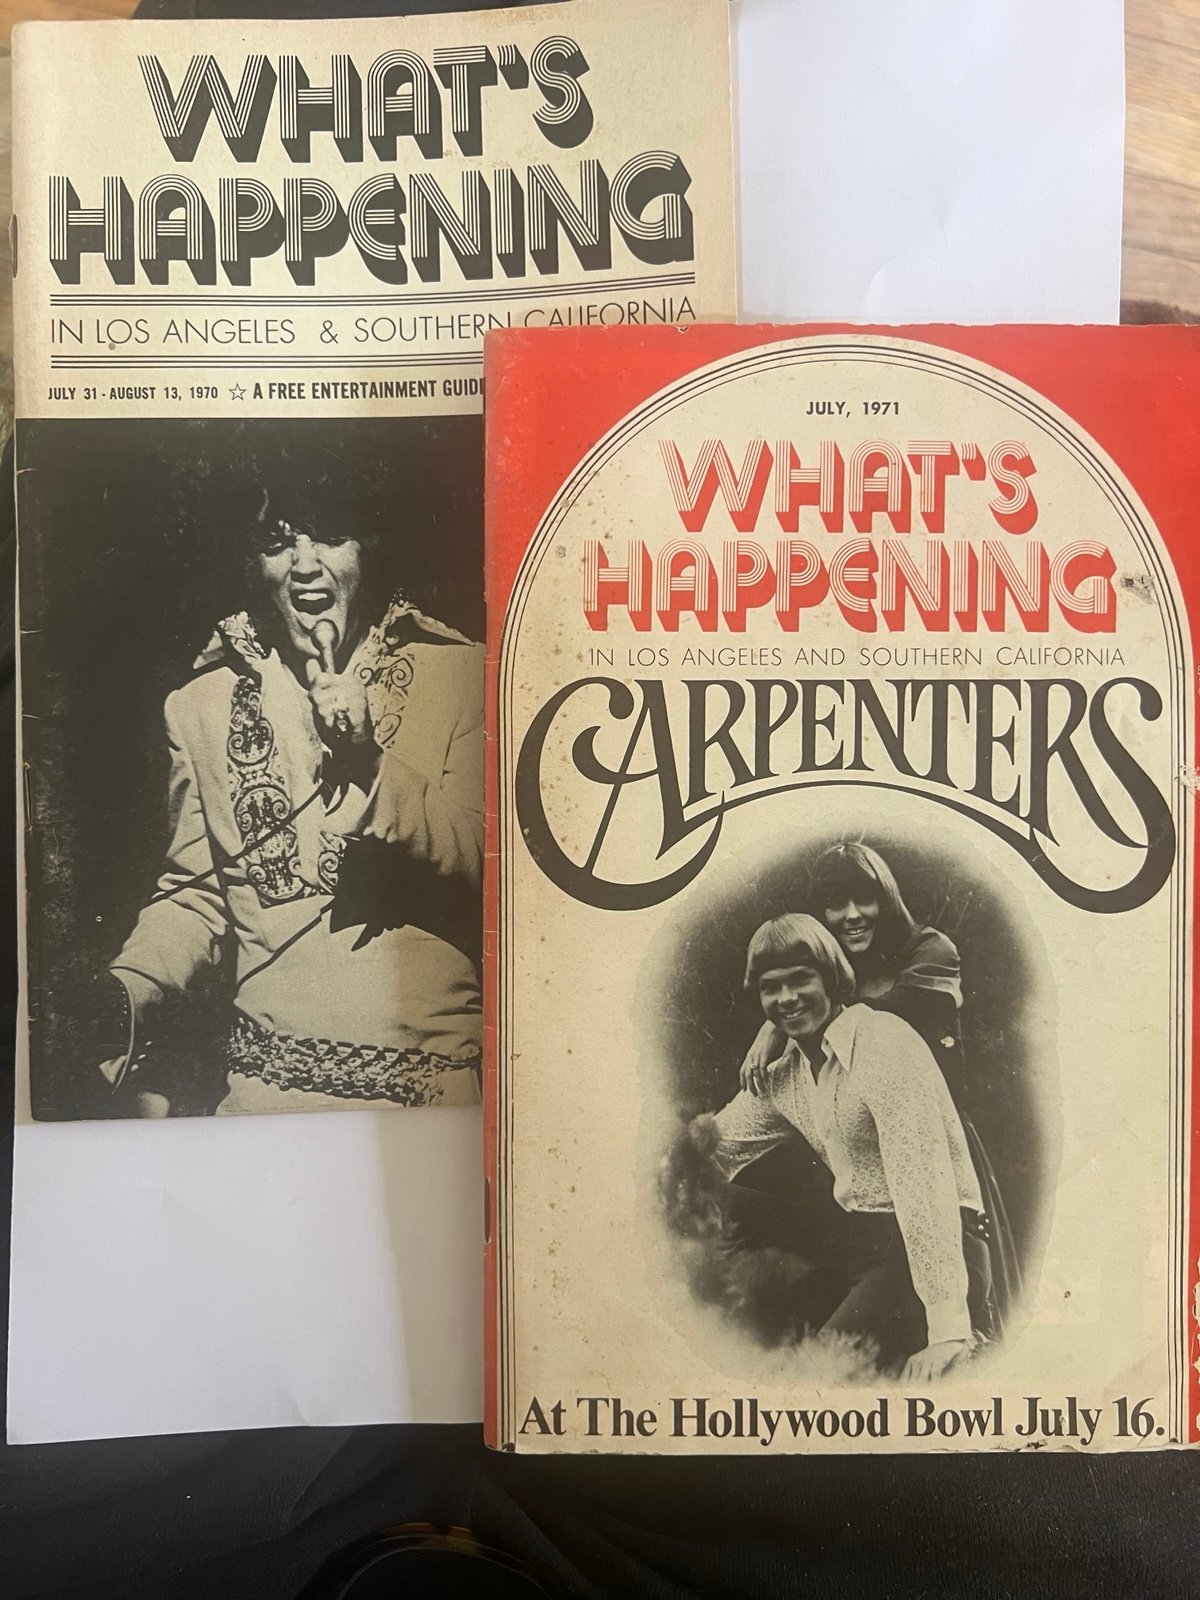 WHAT'S
HAPPENING
IN LOS ANGELES & SOUTHERN CALIFORNIA
JULY 31 - AUGUST 13, 1970 ☆ A FREE ENTERTAINMENT GUIDE
JULY, 1971
WHAT'S
HAPPENING
IN LOS ANGELES AND SOUTHERN CALIFORNIA
CARPENTERS
At The Hollywood Bowl July 16.